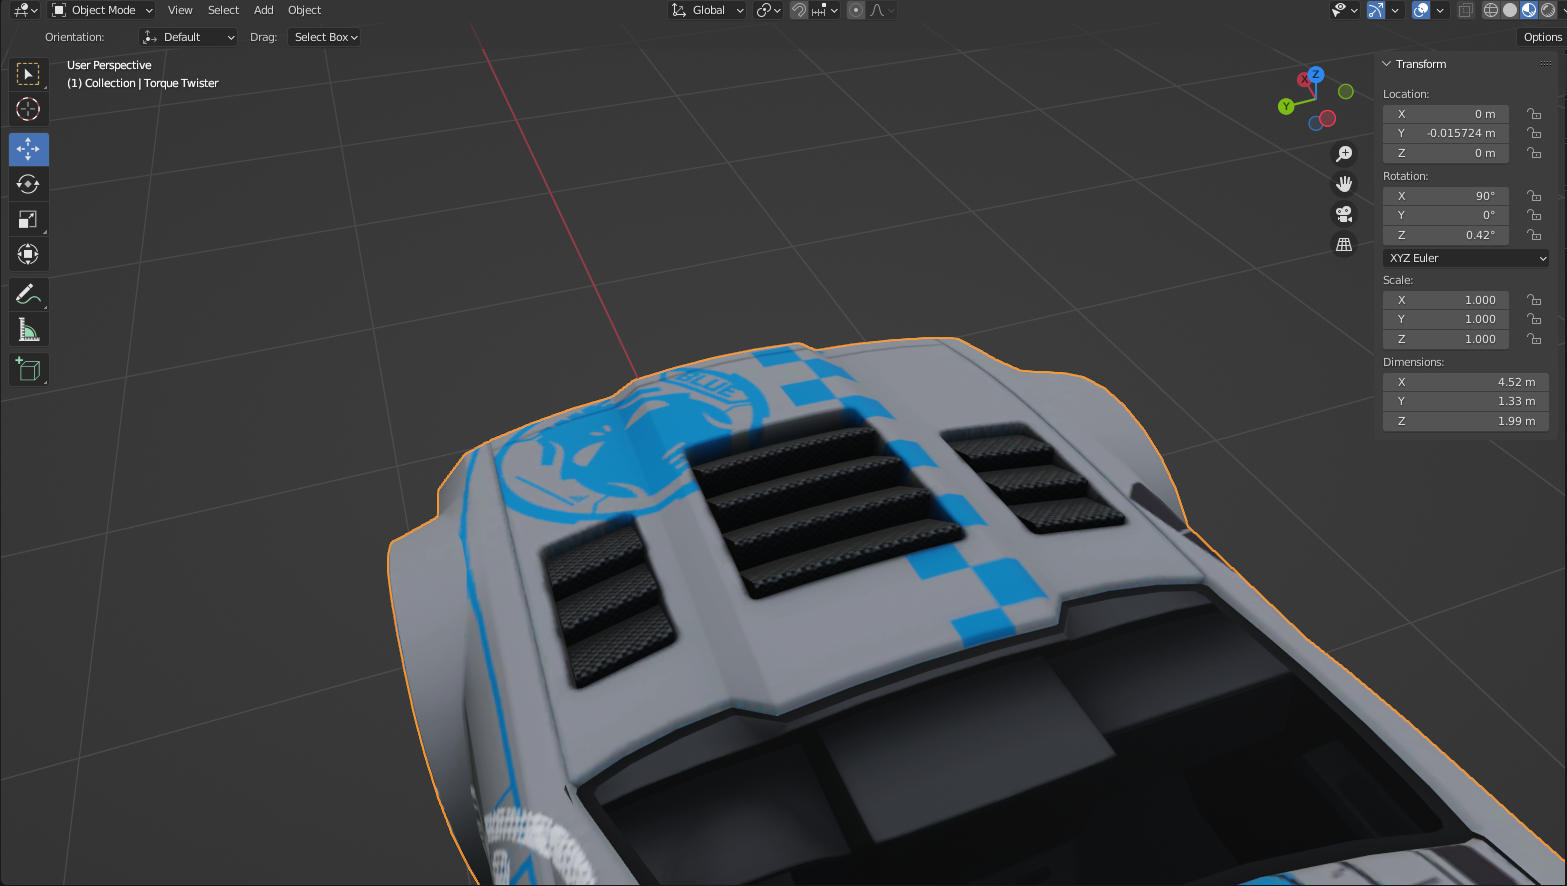 Object Mode View Select Add Object Global
Orientation: Default Drag: Select Box Options
User Perspective
(1) Collection | Torque Twister
X
Y
Z
Transform
Location:
X 0 m
Y -0.015724 m
Z 0 m
Rotation:
X 90°
Y 0°
Z 0.42°
XYZ Euler
Scale:
X 1.000
Y 1.000
Z 1.000
Dimensions:
X 4.52 m
Y 1.33 m
Z 1.99 m
BLUE